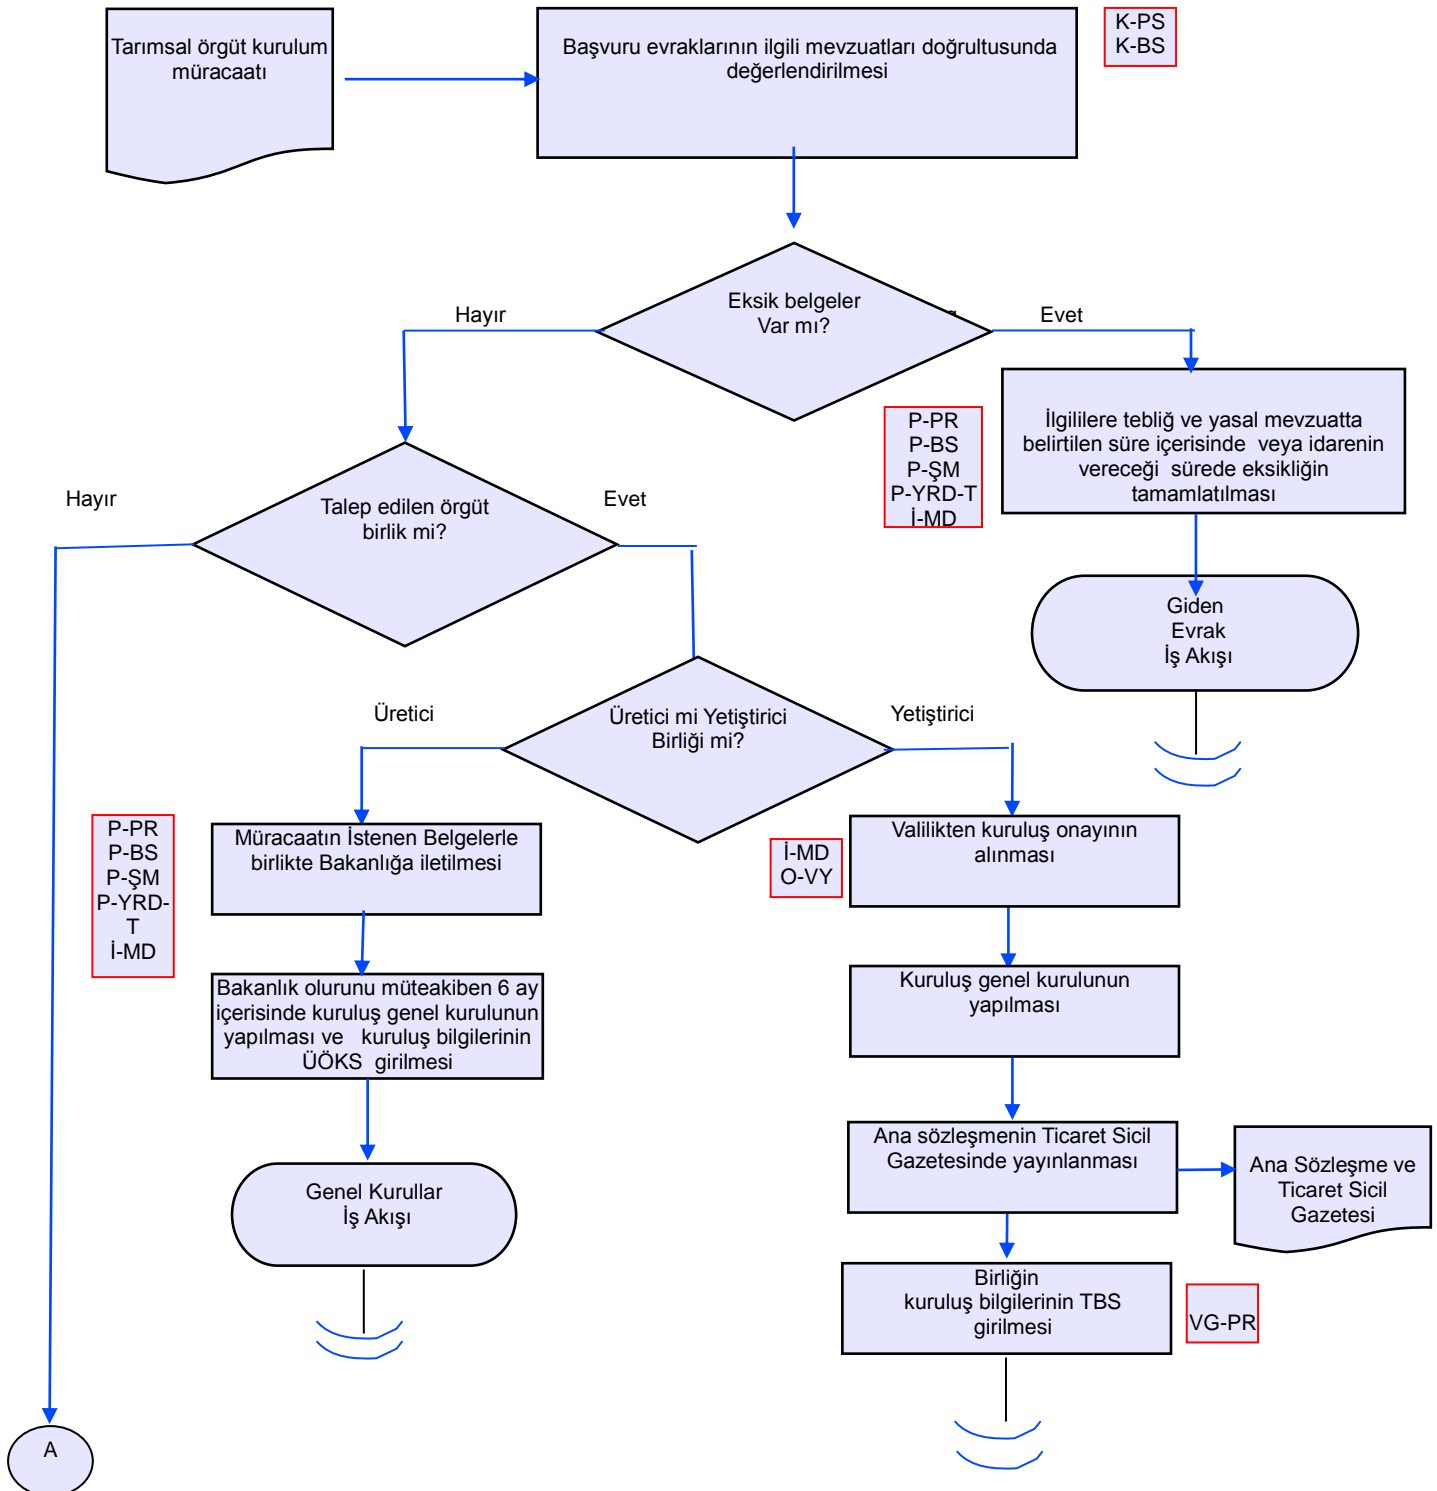 Tarımsal örgüt kurulum
müracaatı
Başvuru evraklarının ilgili mevzuatları doğrultusunda
değerlendirilmesi
K-PS
K-BS
Eksik belgeler
Var mı?
Hayır
Evet
P-PR
P-BS
P-ŞM
P-YRD-T
İ-MD
İlgililere tebliğ ve yasal mevzuatta
belirtilen süre içerisinde veya idarenin
vereceği sürede eksikliğin
tamamlatılması
Hayır
Talep edilen örgüt
birlik mi?
Evet
Giden
Evrak
İş Akışı
Üretici
Üretici mi Yetiştirici
Birliği mi?
Yetiştirici
P-PR
P-BS
P-ŞM
P-YRD-
T
İ-MD
Müracaatın İstenen Belgelerle
birlikte Bakanlığa iletilmesi
İ-MD
O-VY
Valilikten kuruluş onayının
alınması
Bakanlık olurunu müteakiben 6 ay
içerisinde kuruluş genel kurulunun
yapılması ve kuruluş bilgilerinin
ÜÖKS girilmesi
Kuruluş genel kurulunun
yapılması
Ana sözleşmenin Ticaret Sicil
Gazetesinde yayınlanması
Ana Sözleşme ve
Ticaret Sicil
Gazetesi
Genel Kurullar
İş Akışı
Birliğin
kuruluş bilgilerinin TBS
girilmesi
VG-PR
A